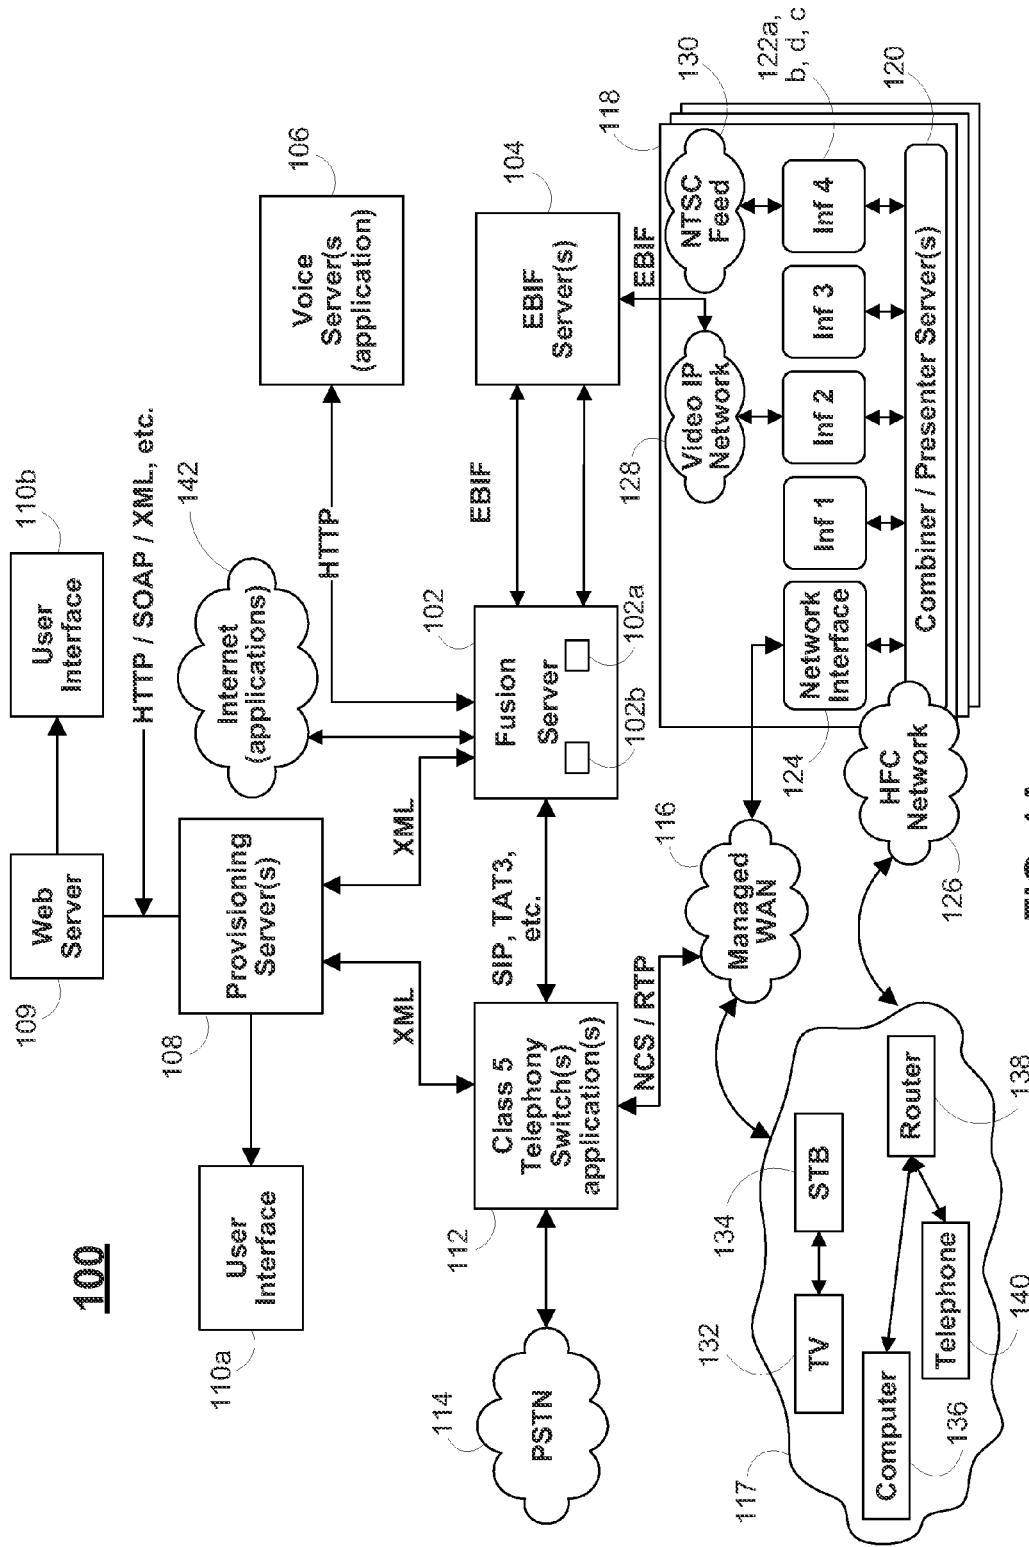 100
Web
Server
109
User
Interface
110b
HTTP / SOAP / XML, etc.
User
Interface
110a
Provisioning
Server(s)
108
Internet
(applications)
142
Voice
Server(s
(application)
106
XML
XML
HTTP
PSTN
114
Class 5
Telephony
Switch(s)
application(s)
112
SIP, TAT3,
etc.
Fusion
Server
102
102b
102a
EBIF
EBIF
Server(s)
104
EBIF
NCS / RTP
Managed
WAN
116
118
Video IP
Network
128
NTSC
Feed
130
Network
Interface
124
Inf 1
Inf 2
Inf 3
Inf 4
122a,
b, d, c
Combiner / Presenter Server(s)
120
HFC
Network
126
117
TV
132
STB
134
Computer
136
Router
138
Telephone
140